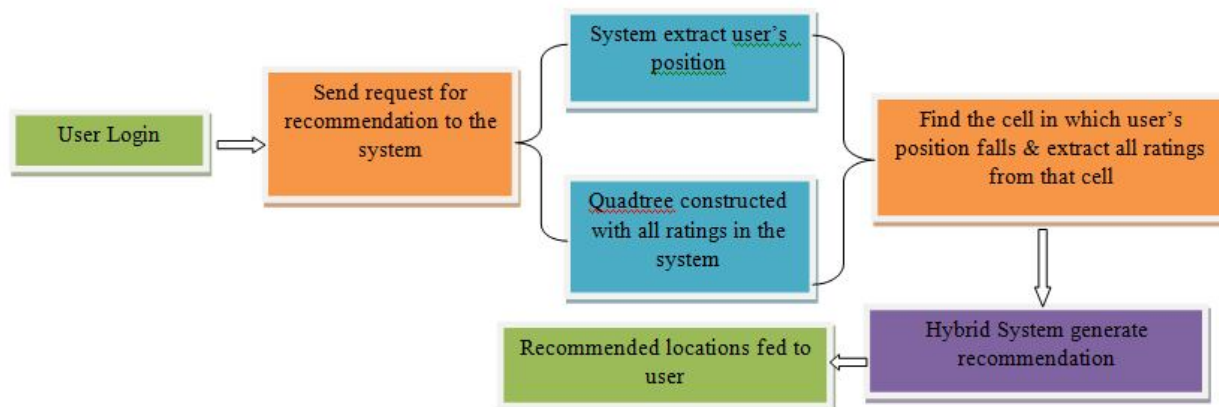 User Login
Send request for
recommendation to the
system
System extract user's
position
Quadtree constructed
with all ratings in the
system
Find the cell in which user's
position falls & extract all ratings
from that cell
Hybrid System generate
recommendation
Recommended locations fed to
user